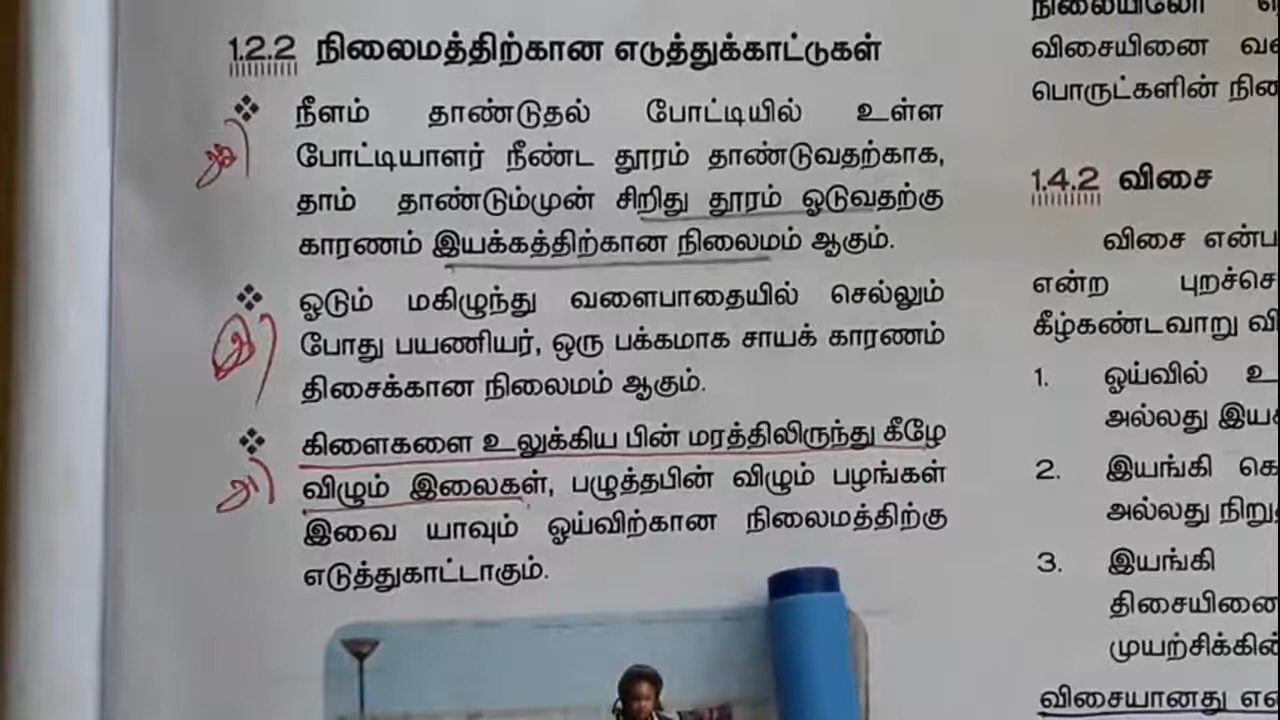 1.2.2 நிலைமத்திற்கான எடுத்துக்காட்டுகள்
நீளம் தாண்டுதல் போட்டியில் உள்ள
போட்டியாளர் நீண்ட தூரம் தாண்டுவதற்காக,
தாம் தாண்டும்முன் சிறிது தூரம் ஓடுவதற்கு
காரணம் இயக்கத்திற்கான நிலைமம் ஆகும்.
ஓடும் மகிழுந்து வளைபாதையில் செல்லும்
போது பயணியர், ஒரு பக்கமாக சாயக் காரணம்
திசைக்கான நிலைமம் ஆகும்.
கிளைகளை உலுக்கிய பின் மரத்திலிருந்து கீழே
விழும் இலைகள், பழுத்தபின் விழும் பழங்கள்
இவை யாவும் ஓய்விற்கான நிலைமத்திற்கு
எடுத்துகாட்டாகும்.
விசையினை
பொருட்களின்
1.4.2 விசை
விசை
என்ற
கீழ்கண்டவாறு
1. ஓய்வில்
அல்லது
2. இயங்கி
அல்லது
3. இயங்கி
விசையானது